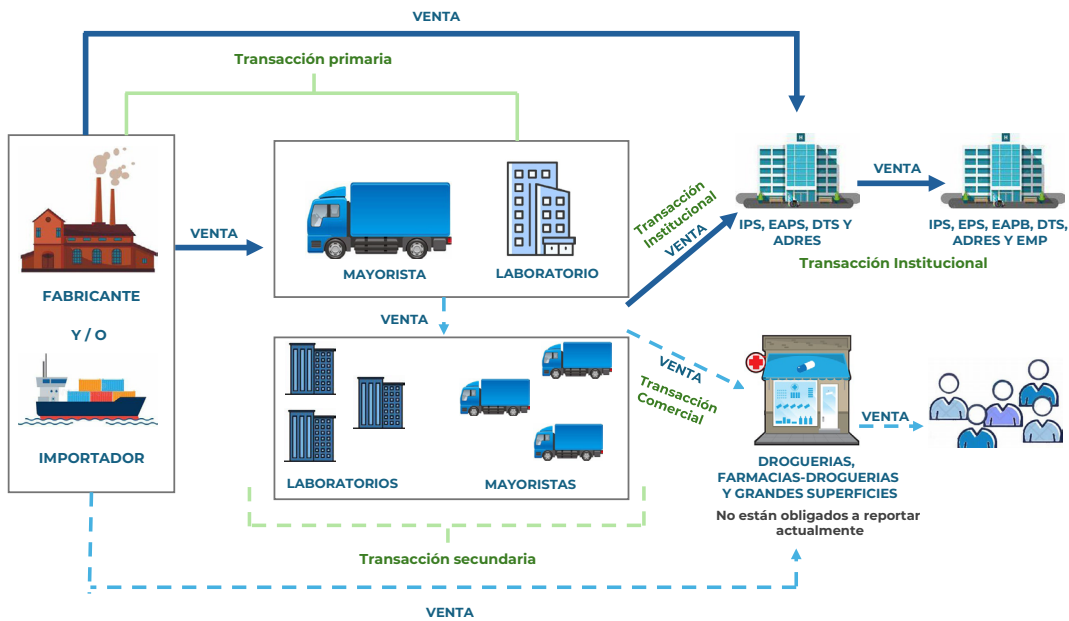 VENTA
Transacción primaria
FABRICANTE
Y / O
IMPORTADOR
VENTA
MAYORISTA
LABORATORIO
VENTA
LABORATORIOS
MAYORISTAS
Transacción secundaria
Transacción
Institucional
VENTA
IPS, EAPS, DTS Y
ADRES
VENTA
IPS, EPS, EAPB, DTS,
ADRES Y EMP
Transacción Institucional
VENTA
Transacción
Comercial
DROGUERIAS,
FARMACIAS-DROGUERIAS
Y GRANDES SUPERFICIES
No están obligados a reportar
actualmente
VENTA
VENTA